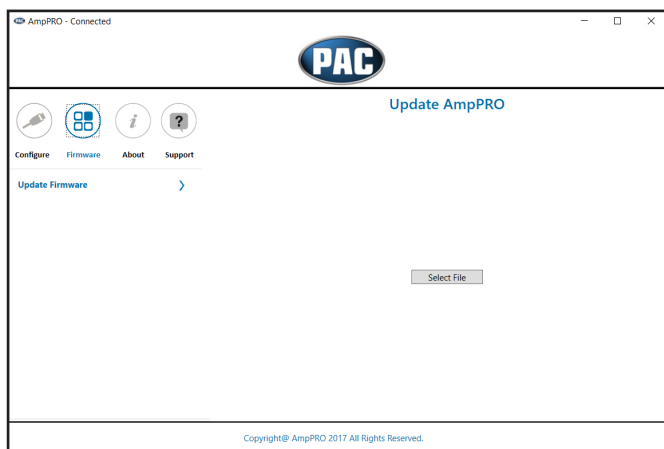 AmpPRO - Connected
PAC
Update AmpPRO
Configure Firmware About Support
Update Firmware
Select File
Copyright@ AmpPRO 2017 All Rights Reserved.